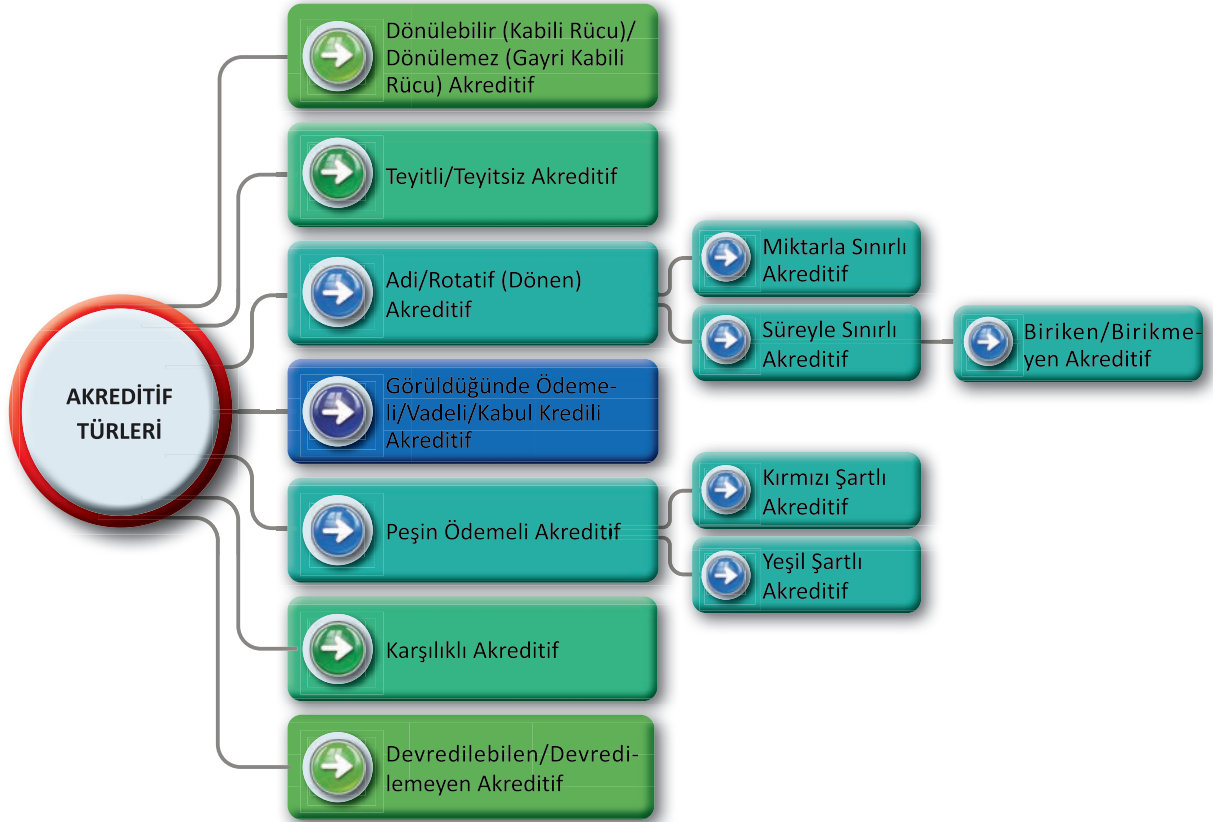 AKREDİTİF
TÜRLERİ
Dönülebilir (Kabili Rücu)/
Dönülemez (Gayri Kabili
Rücu) Akreditif
Teyitli/Teyitsiz Akreditif
Adi/Rotatif (Dönen)
Akreditif
Miktarla Sınırlı
Akreditif
Süreyle Sınırlı
Akreditif
Biriken/Birikme-
yen Akreditif
Görüldüğünde Ödeme-
li/Vadeli/Kabul Kredili
Akreditif
Peşin Ödemeli Akreditif
Kırmızı Şartlı
Akreditif
Yeşil Şartlı
Akreditif
Karşılıklı Akreditif
Devredilebilen/Devredi-
lemeyen Akreditif